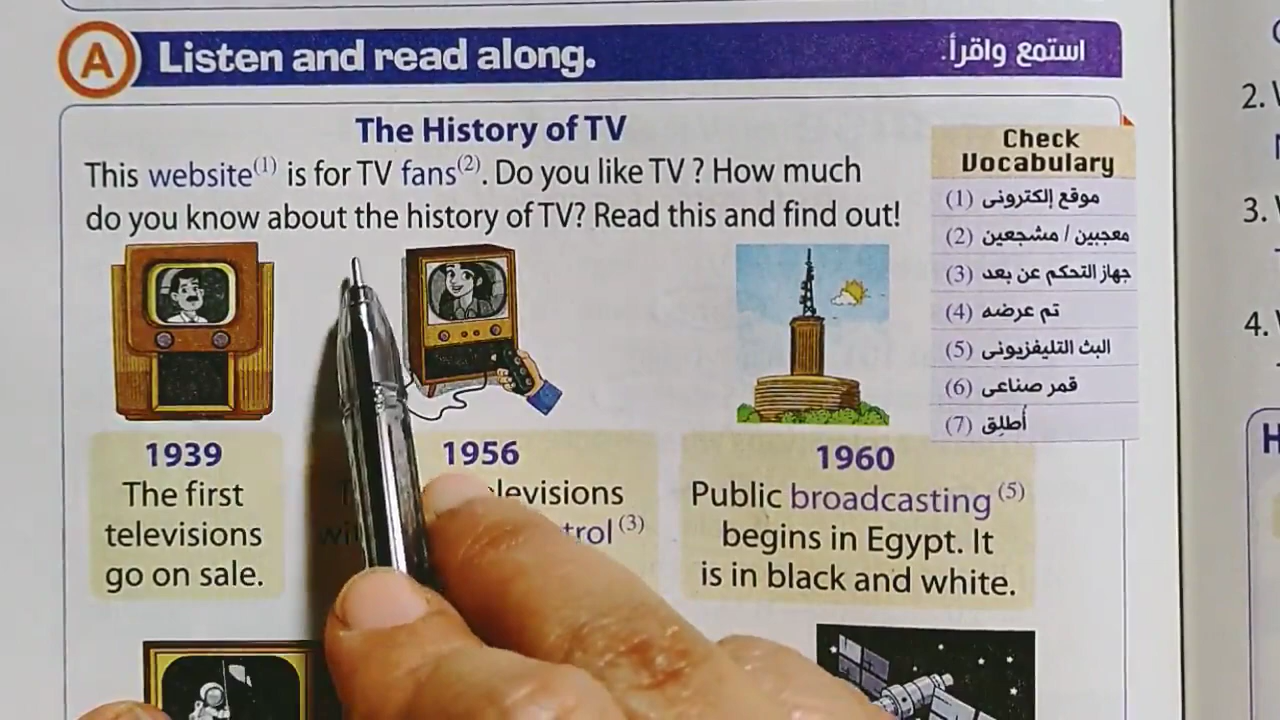 A Listen and read along. استمع واقرأ.
The History of TV
This website(1) is for TV fans(2). Do you like TV ? How much
do you know about the history of TV? Read this and find out!
Check
Vocabulary
(1) موقع إلكترونى
(2) معجبين / مشجعين
(3) جهاز التحكم عن بعد
(4) تم عرضه
(5) البث التليفزيونى
(6) قمر صناعى
(7) أُطلِق
1939
The first
televisions
go on sale.
1956
1960
Public broadcasting (5)
begins in Egypt. It
is in black and white.
2.
3.
4.
H